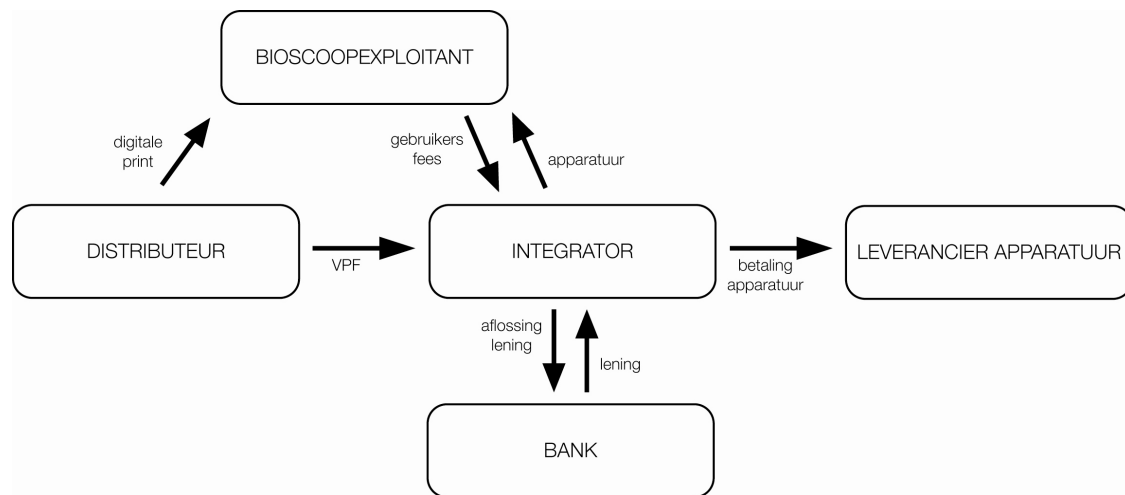 BIOSCOOPEXPLOITANT
digitale
print
gebruikers
fees
apparatuur
DISTRIBUTEUR
VPF
INTEGRATOR
betaling
apparatuur
LEVERANCIER APPARATUUR
aflossing
lening
lening
BANK